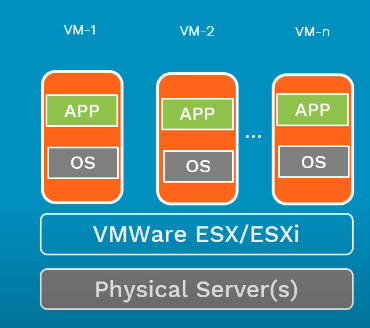 VM-1 VM-2 VM-n
APP APP APP
...
OS OS OS
VMWare ESX/ESXi
Physical Server(s)